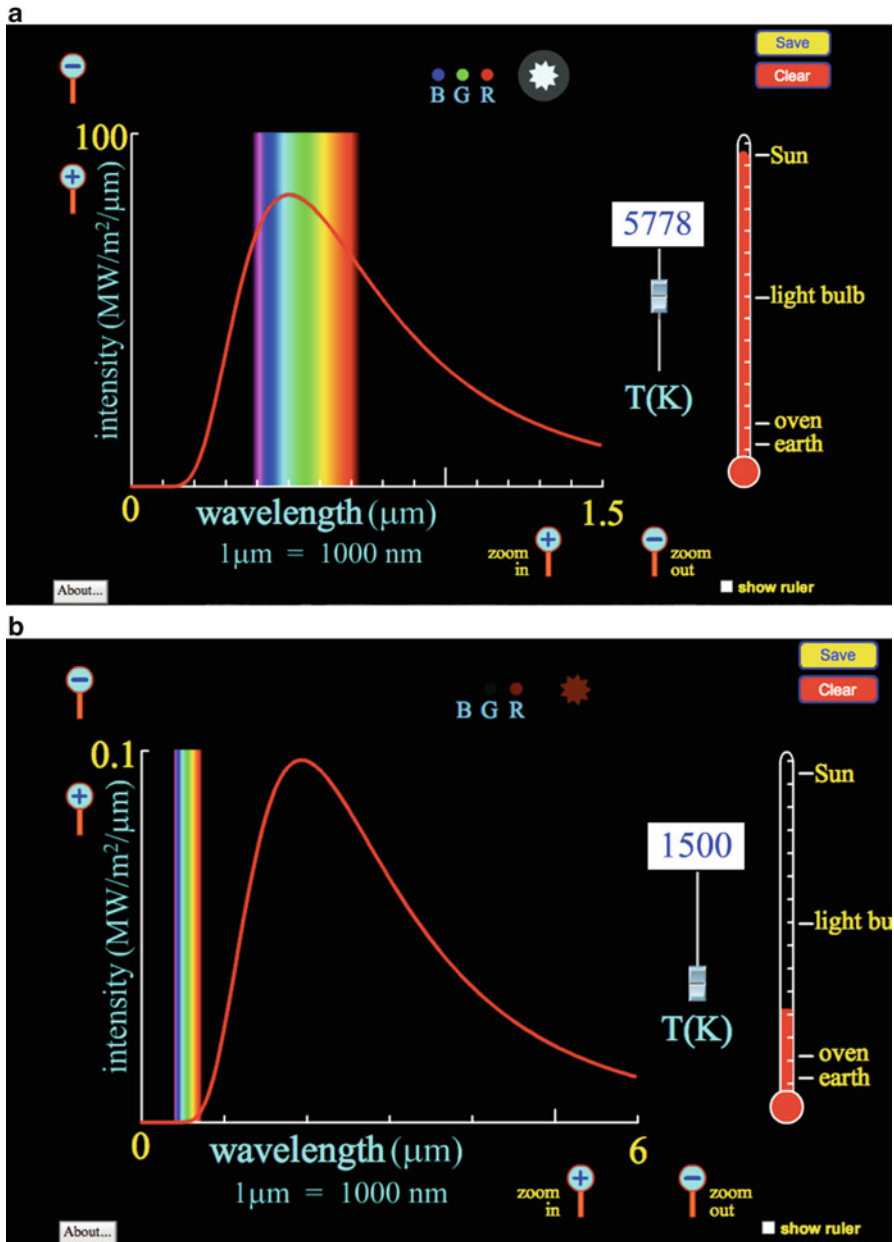 a
Save
Clear
B G R
100
intensity (MW/m²/μm)
Sun
5778
light bulb
T(K)
oven
earth
0
wavelength (μm)
1.5
1μm = 1000 nm
zoom in
zoom out
About...
show ruler
b
Save
Clear
B G R
0.1
intensity (MW/m²/μm)
Sun
1500
light bu
T(K)
oven
earth
0
wavelength (μm)
6
1μm = 1000 nm
zoom in
zoom out
About...
show ruler